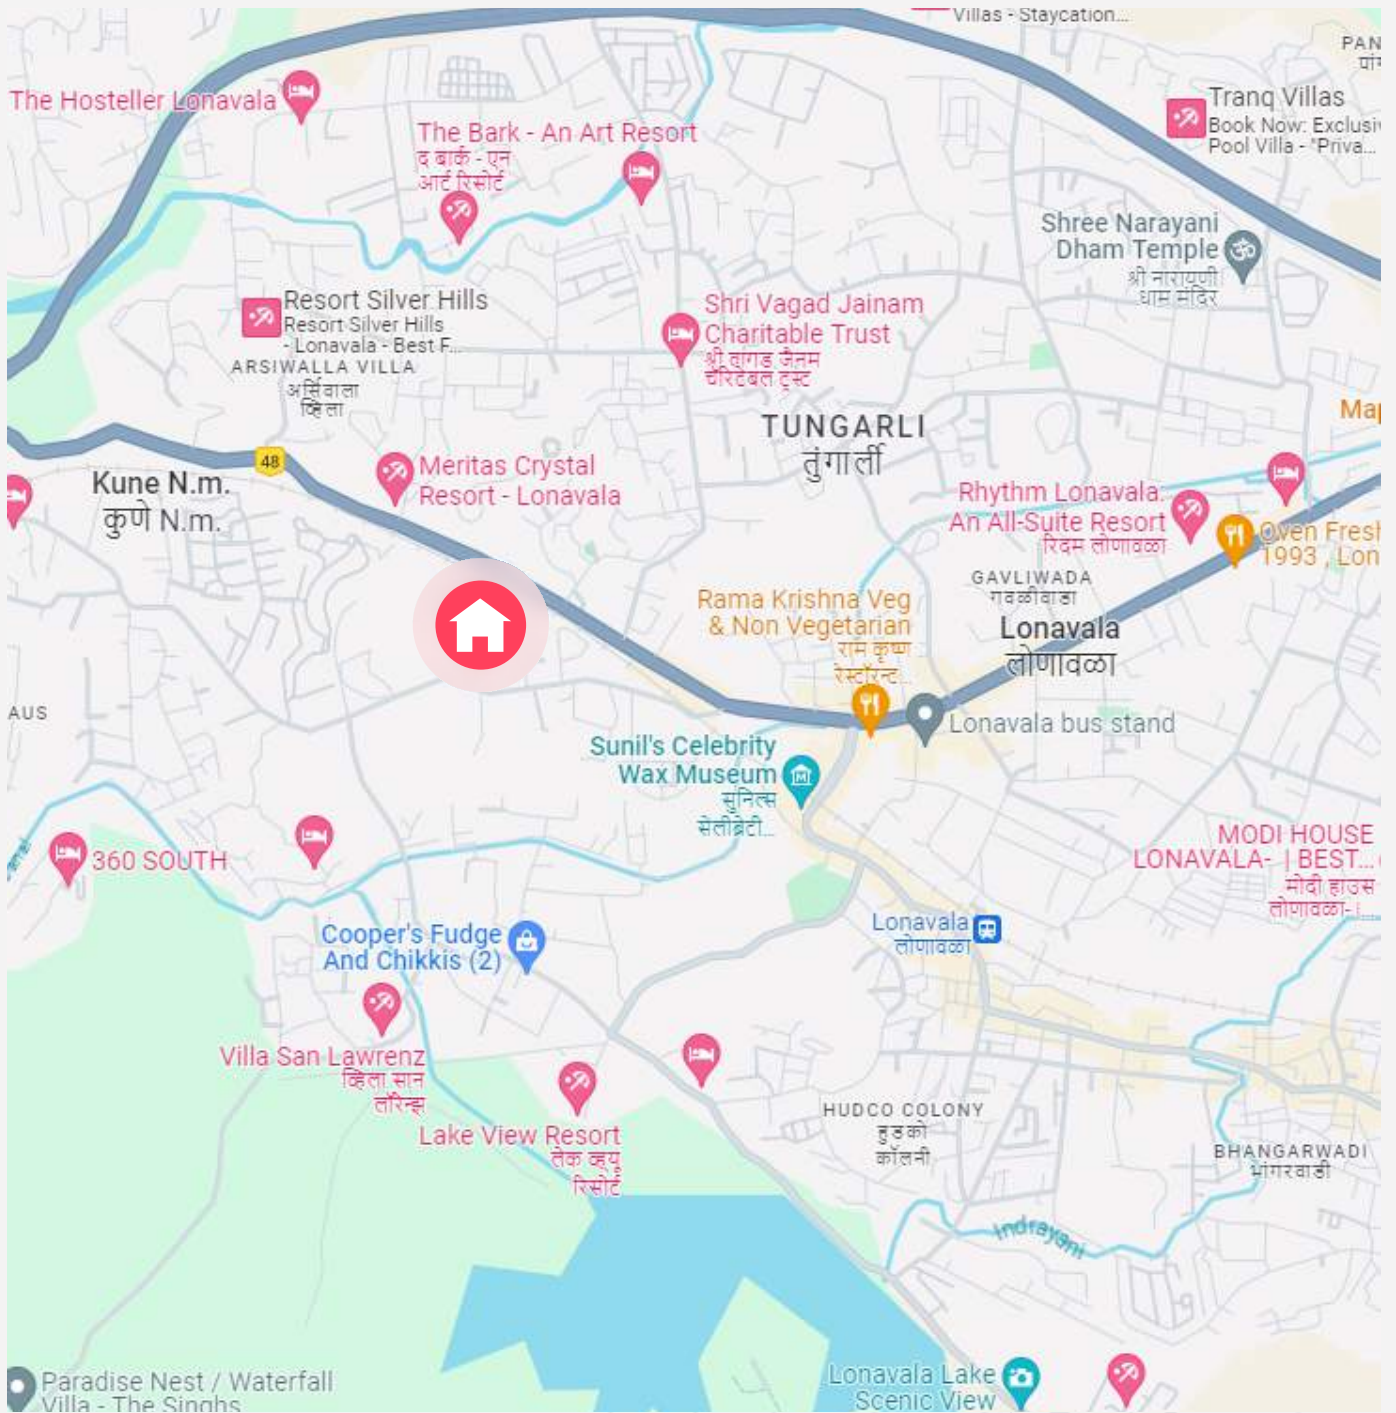 Villas - Staycation...
PAN
The Hosteller Lonavala
Tranq Villas
Book Now: Exclusi
Pool Villa - "Priva...
The Bark - An Art Resort
द बार्क - एन
आर्ट रिसोर्ट
Shree Narayani
Dham Temple
श्री नारायणी
धाम मंदिर
Resort Silver Hills
Resort Silver Hills
- Lonavala - Best F...
Shri Vagad Jainam
Charitable Trust
श्री वागड जैनम
चॅरिटेबल ट्रस्ट
ARSIWALLA VILLA
अर्सिवाला
व्हिला
Map
TUNGARLI
तुंगार्ली
48
Meritas Crystal
Resort - Lonavala
Kune N.m.
कुणे N.m.
Rhythm Lonavala:
An All-Suite Resort
रिदम लोणावळा
Oven Fresh
1993 , Lon
GAVLIWADA
गवळीवाडा
Rama Krishna Veg
& Non Vegetarian
राम कृष्ण
रेस्टॉरन्ट...
Lonavala
लोणावळा
AUS
Lonavala bus stand
Sunil's Celebrity
Wax Museum
सुनिल्स
सेलीब्रेटी...
MODI HOUSE
LONAVALA- | BEST...
मोदी हाउस
लोणावळा-।...
360 SOUTH
Lonavala
लोणावळा
Cooper's Fudge
And Chikkis (2)
Villa San Lawrenz
व्हिला सान
लॉरेन्झ
HUDCO COLONY
हुडको
कॉलनी
Lake View Resort
लेक व्ह्यू
रिसोर्ट
BHANGARWADI
भांगरवाडी
Indrayani
Lonavala Lake
Scenic View
Paradise Nest / Waterfall
Villa - The Singhs